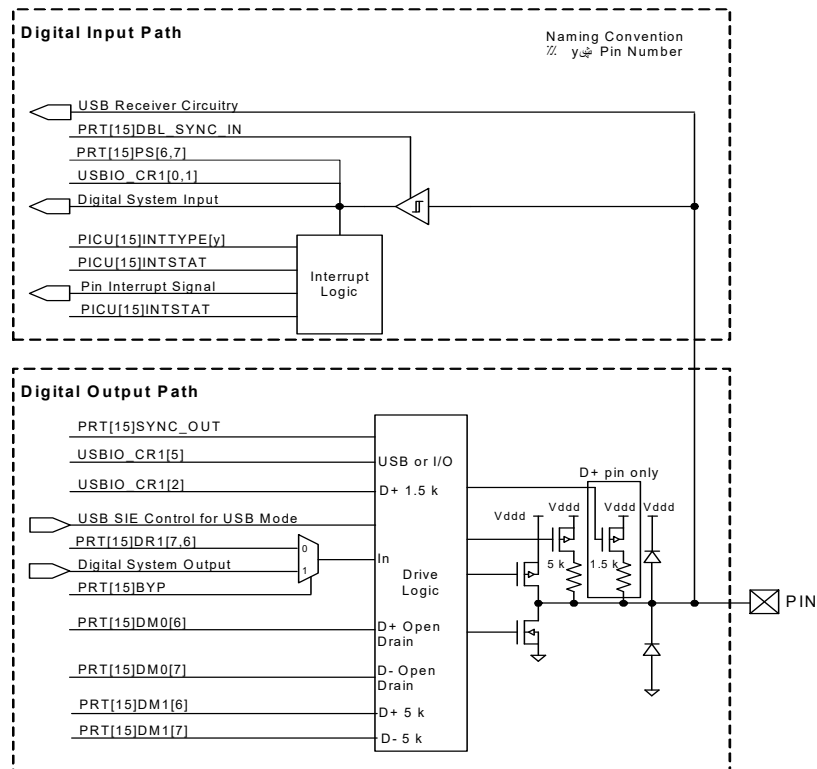 Digital Input Path
Naming Convention
y Pin Number
USB Receiver Circuitry
PRT[15]DBL_SYNC_IN
PRT[15]PS[6,7]
USBIO_CR1[0,1]
Digital System Input
PICU[15]INTTYPE[y]
PICU[15]INTSTAT
Interrupt
Logic
Pin Interrupt Signal
PICU[15]INTSTAT
Digital Output Path
PRT[15]SYNC_OUT
USBIO_CR1[5]
USB or I/O
D+ pin only
USBIO_CR1[2]
D+ 1.5 k
Vddd
Vddd
Vddd
Vddd
USB SIE Control for USB Mode
PRT[15]DR1[7,6]
0
In
5 k
1.5 k
Digital System Output
1
Drive
Logic
PRT[15]BYP
PIN
PRT[15]DM0[6]
D+ Open
Drain
PRT[15]DM0[7]
D- Open
Drain
PRT[15]DM1[6]
D+ 5 k
PRT[15]DM1[7]
D- 5 k